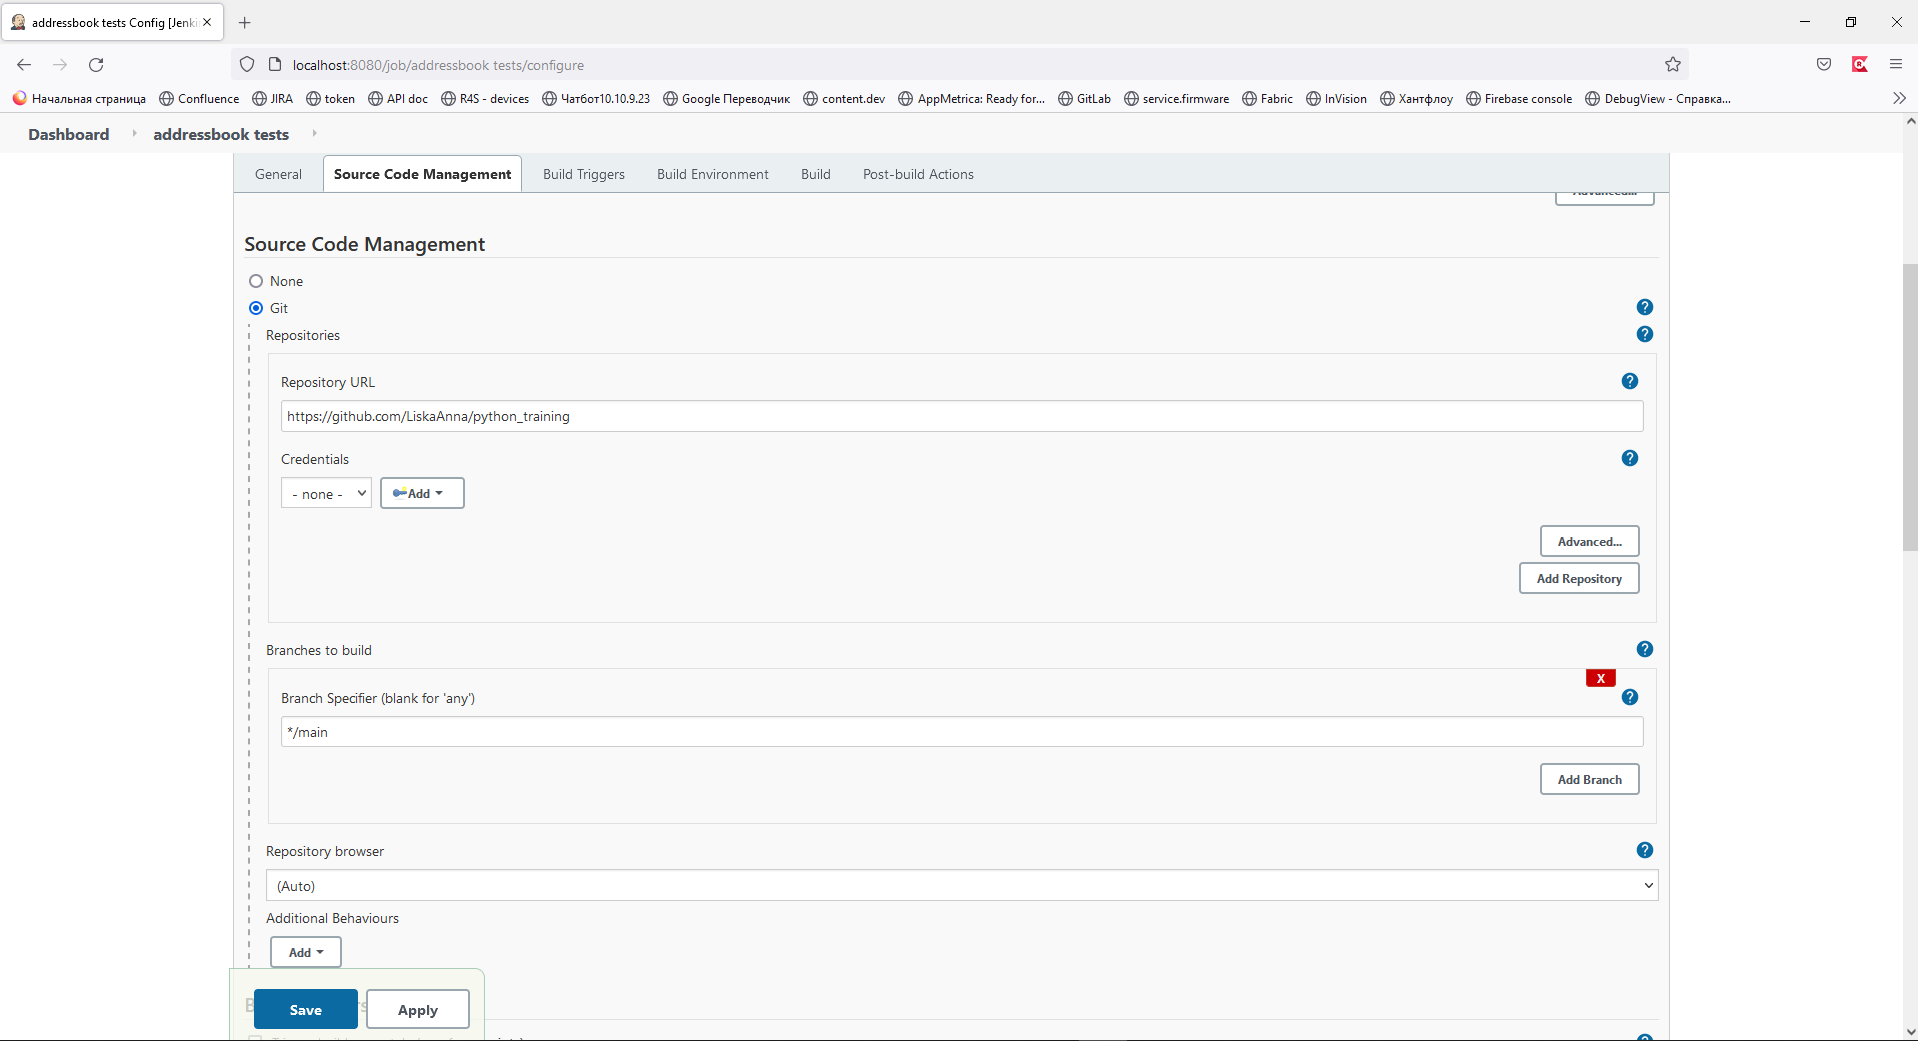 addressbook tests Config [Jenki
localhost:8080/job/addressbook tests/configure
Начальная страница Confluence JIRA token API doc R4S - devices Чатбот10.10.9.23 Google Переводчик content.dev AppMetrica: Ready for... GitLab service.firmware Fabric InVision Хантфлоу Firebase console DebugView - Справка...
Dashboard addressbook tests
General Source Code Management Build Triggers Build Environment Build Post-build Actions
Advanced...
Source Code Management
None
Git
?
Repositories
?
Repository URL
?
https://github.com/LiskaAnna/python_training
Credentials
?
- none - Add
Advanced...
Add Repository
Branches to build
?
X
Branch Specifier (blank for 'any')
?
*/main
Add Branch
Repository browser
?
(Auto)
Additional Behaviours
Add
Save Apply